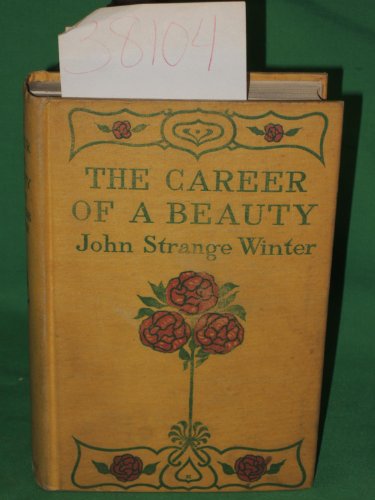 38104
THE CAREER
OF A BEAUTY
John Strange Winter